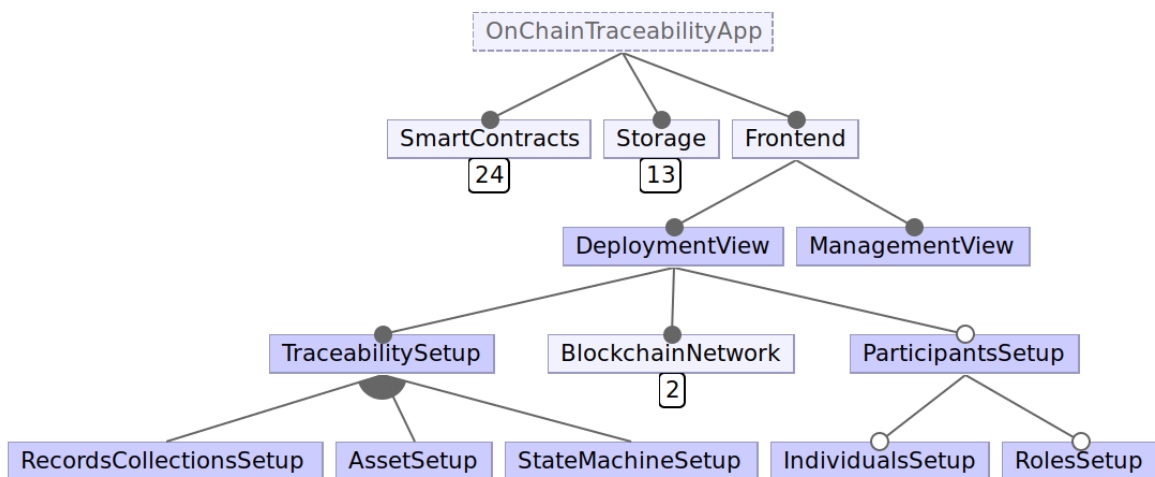 OnChainTraceabilityApp
SmartContracts Storage Frontend
24 13
DeploymentView ManagementView
TraceabilitySetup BlockchainNetwork ParticipantsSetup
2
RecordsCollectionsSetup AssetSetup StateMachineSetup IndividualsSetup RolesSetup